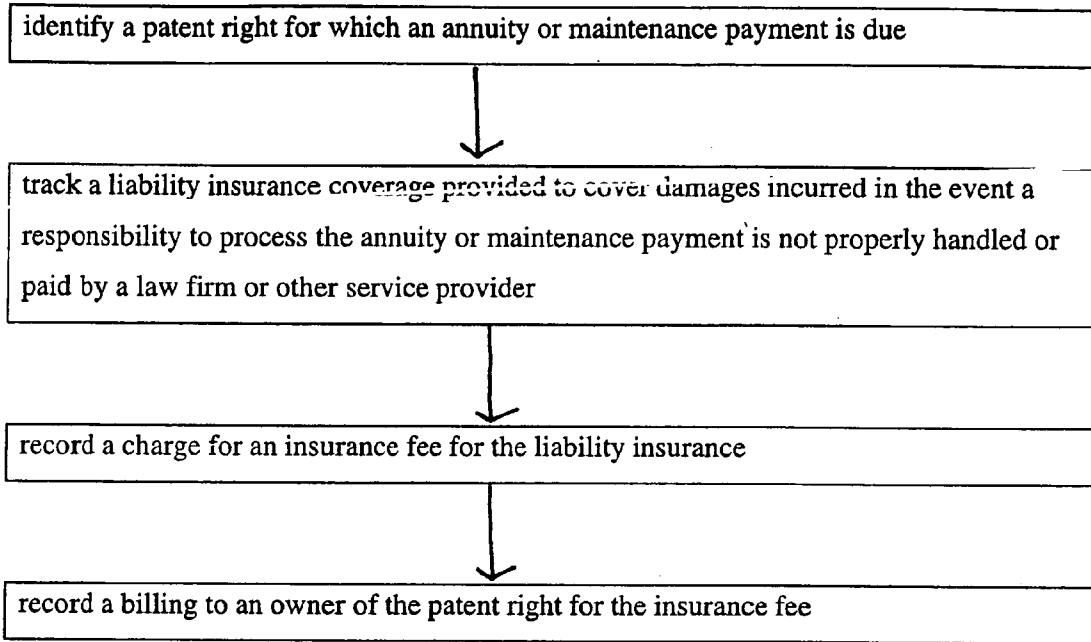 identify a patent right for which an annuity or maintenance payment is due
track a liability insurance coverage provided to cover damages incurred in the event a
responsibility to process the annuity or maintenance payment is not properly handled or
paid by a law firm or other service provider
record a charge for an insurance fee for the liability insurance
record a billing to an owner of the patent right for the insurance fee